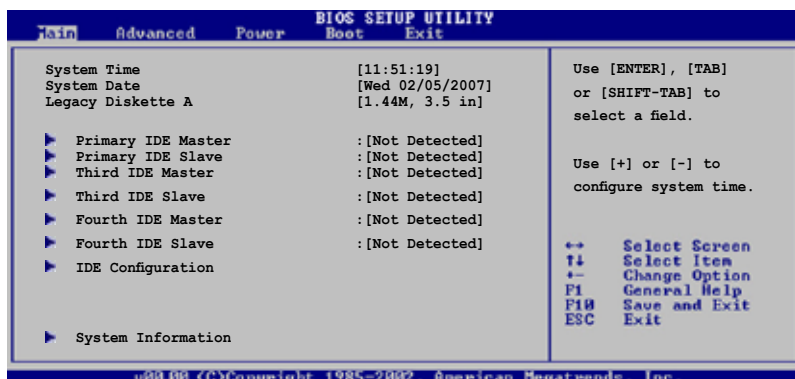 BIOS SETUP UTILITY
Main Advanced Power Boot Exit
System Time [11:51:19]
System Date [Wed 02/05/2007]
Legacy Diskette A [1.44M, 3.5 in]
Primary IDE Master :[Not Detected]
Primary IDE Slave :[Not Detected]
Third IDE Master :[Not Detected]
Third IDE Slave :[Not Detected]
Fourth IDE Master :[Not Detected]
Fourth IDE Slave :[Not Detected]
IDE Configuration
System Information
Use [ENTER], [TAB]
or [SHIFT-TAB] to
select a field.
Use [+] or [-] to
configure system time.
↔ Select Screen
↑↓ Select Item
+- Change Option
F1 General Help
F10 Save and Exit
ESC Exit
v00.00 (C)Copyright 1985-2002, American Megatrends, Inc.